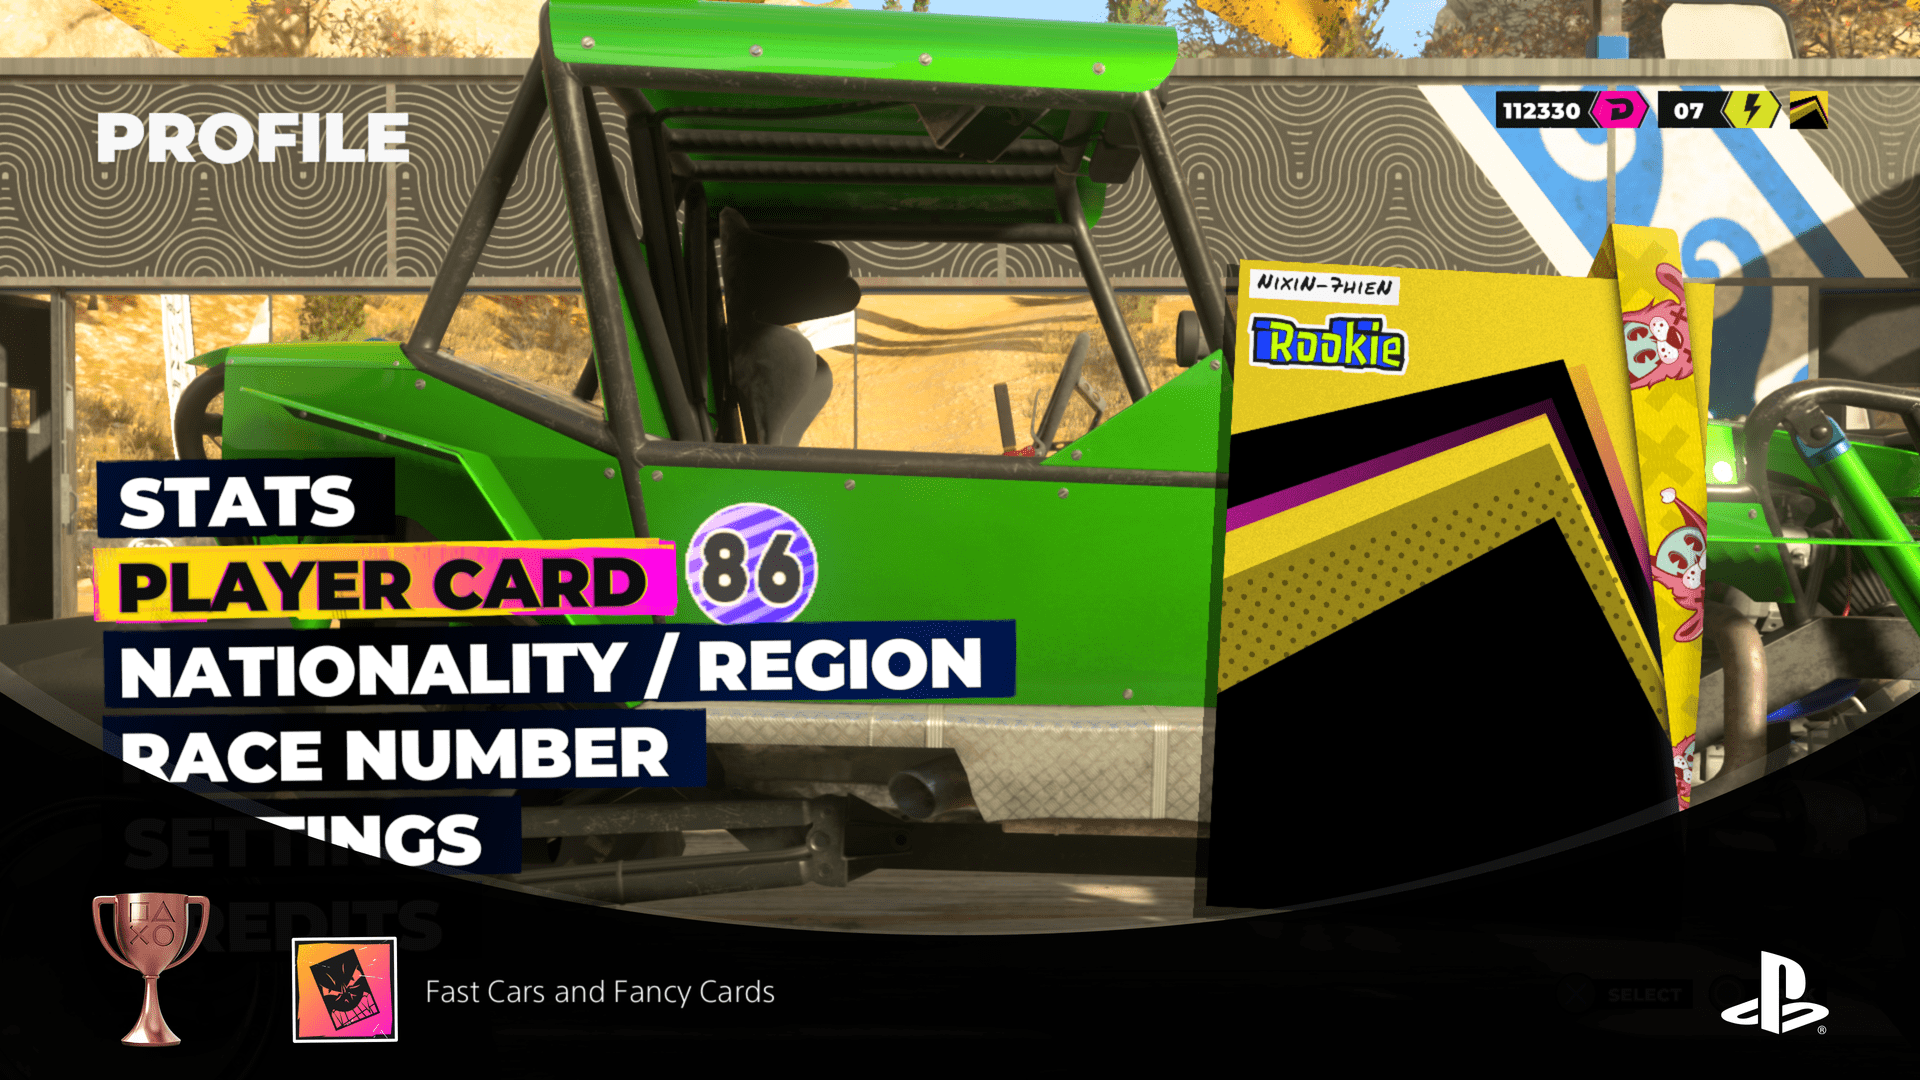 PROFILE
112330
07
NIXIN-7HIEN
Rookie
STATS
PLAYER CARD
86
NATIONALITY / REGION
RACE NUMBER
SETTINGS
CREDITS
Fast Cars and Fancy Cards
SELECT
®